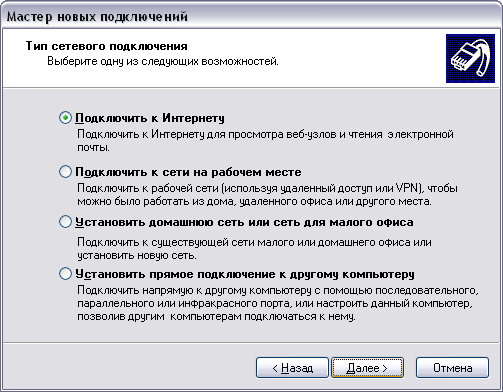 Мастер новых подключений
Тип сетевого подключения
Выберите одну из следующих возможностей.
Подключить к Интернету
Подключить к Интернету для просмотра веб-узлов и чтения электронной
почты.
Подключить к сети на рабочем месте
Подключить к рабочей сети (используя удаленный доступ или VPN), чтобы
можно было работать из дома, удаленного офиса или другого места.
Установить домашнюю сеть или сеть для малого офиса
Подключить к существующей сети малого или домашнего офиса или
установить новую сеть.
Установить прямое подключение к другому компьютеру
Подключить напрямую к другому компьютеру с помощью последовательного,
параллельного или инфракрасного порта, или настроить данный компьютер,
позволив другим компьютерам подключаться к нему.
< Назад
Далее >
Отмена